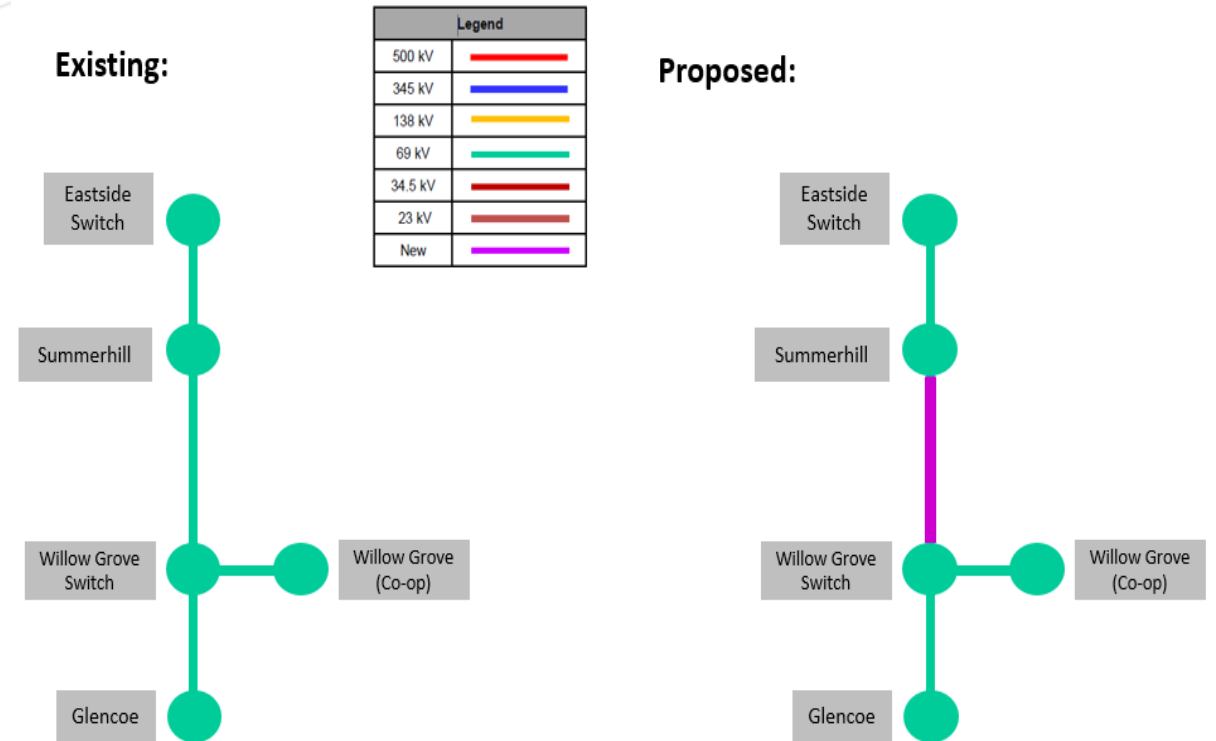 Existing:
Legend
500 kV
345 kV
138 kV
69 kV
34.5 kV
23 kV
New
Eastside
Switch
Summerhill
Willow Grove
Switch
Willow Grove
(Co-op)
Glencoe
Proposed:
Eastside
Switch
Summerhill
Willow Grove
Switch
Willow Grove
(Co-op)
Glencoe